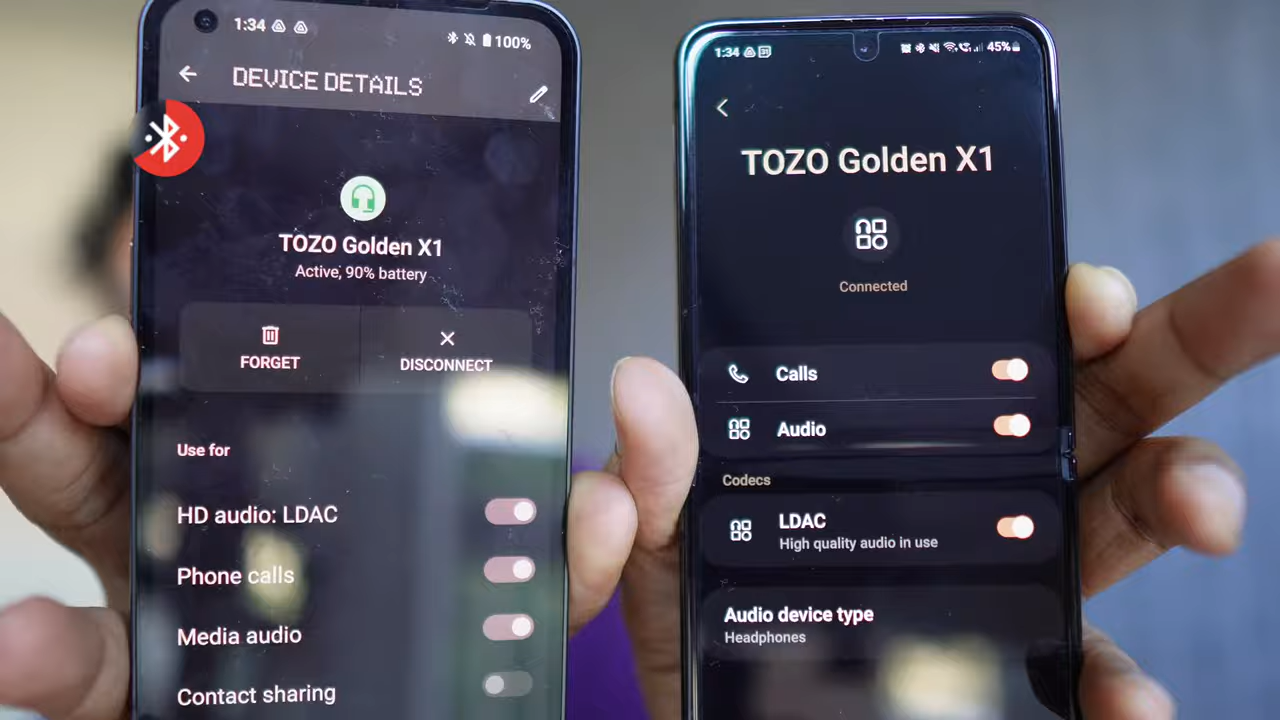 1:34
100%
DEVICE DETAILS
TOZO Golden X1
Active, 90% battery
FORGET
DISCONNECT
Use for
HD audio: LDAC
Phone calls
Media audio
Contact sharing
1:34
31
45%
TOZO Golden X1
Connected
Calls
Audio
Codecs
LDAC
High quality audio in use
Audio device type
Headphones